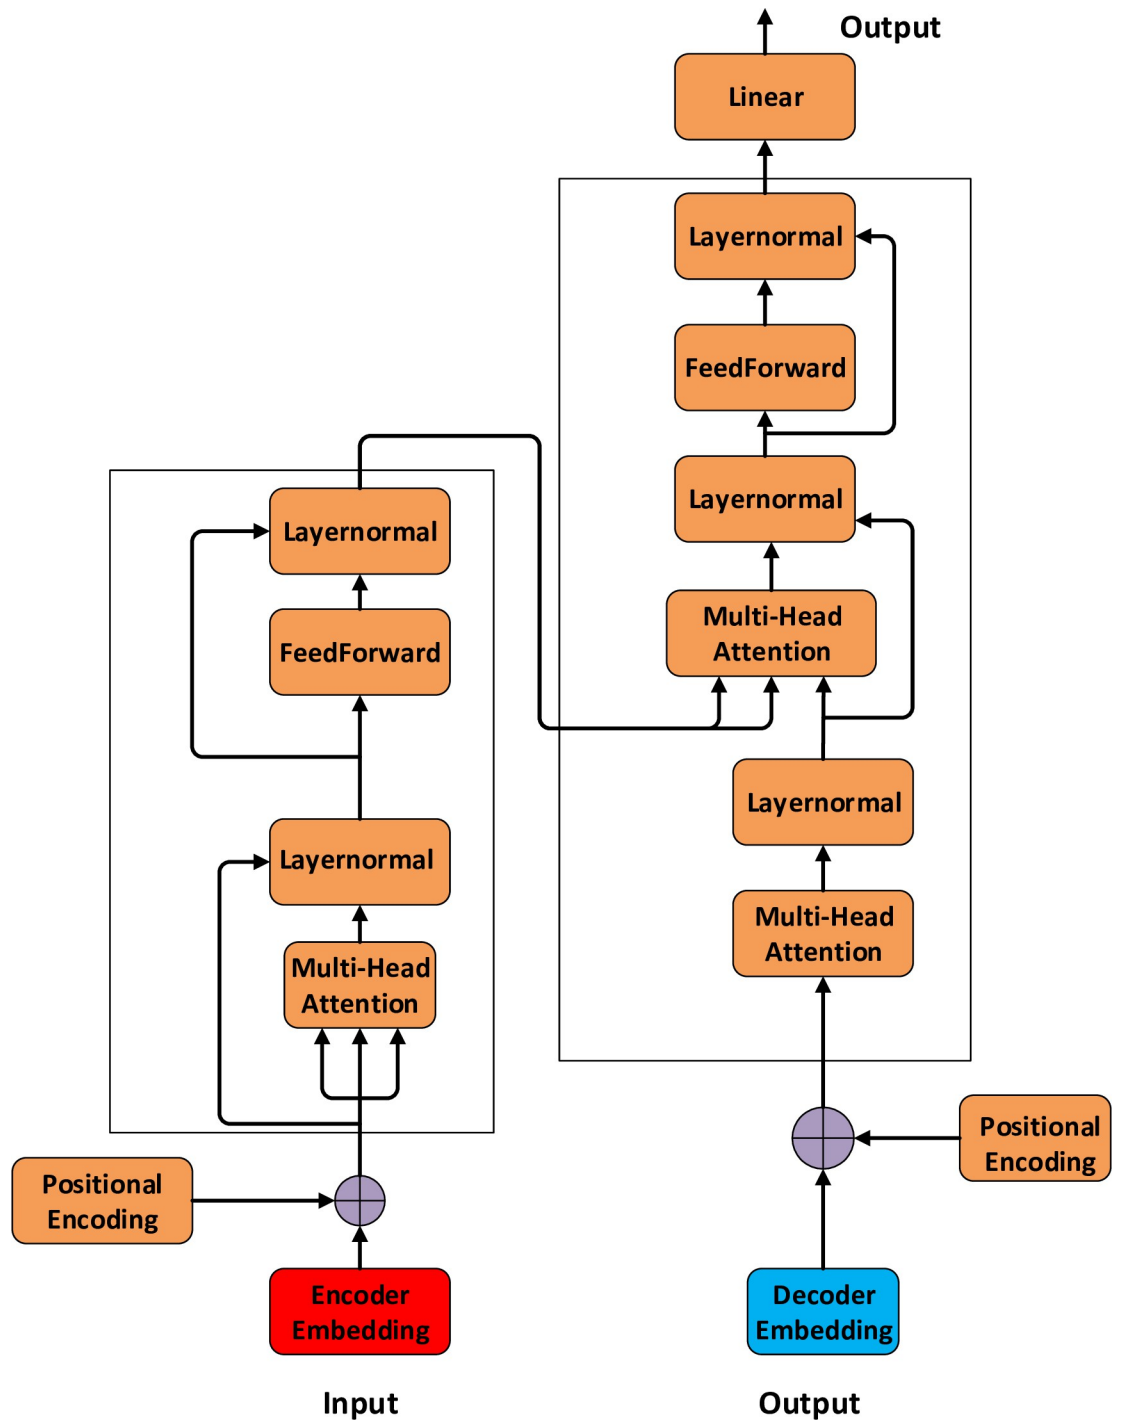 Output
Linear
Layernormal
FeedForward
Layernormal
Multi-Head
Attention
Layernormal
Multi-Head
Attention
Positional
Encoding
Decoder
Embedding
Output
Layernormal
FeedForward
Layernormal
Multi-Head
Attention
Positional
Encoding
Encoder
Embedding
Input